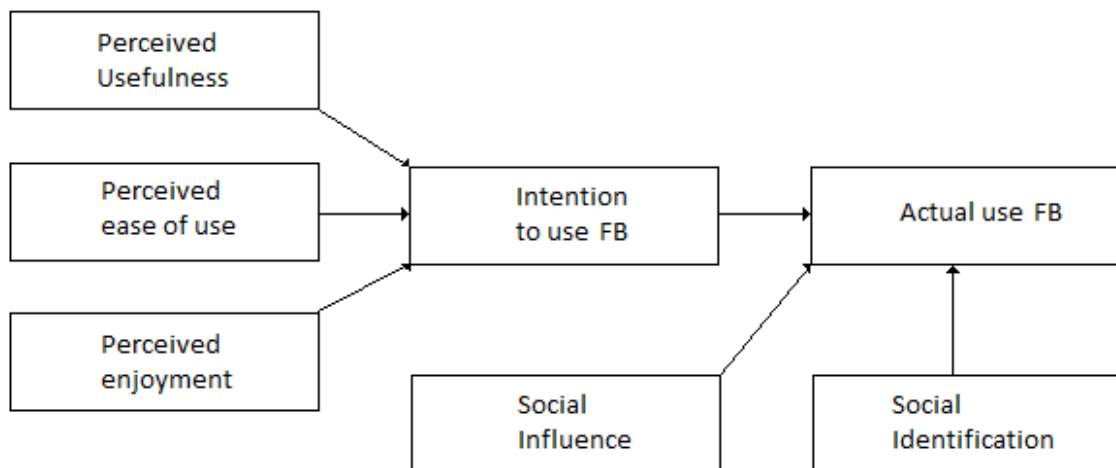 Perceived
Usefulness
Perceived
ease of use
Intention
to use FB
Actual use FB
Perceived
enjoyment
Social
Influence
Social
Identification